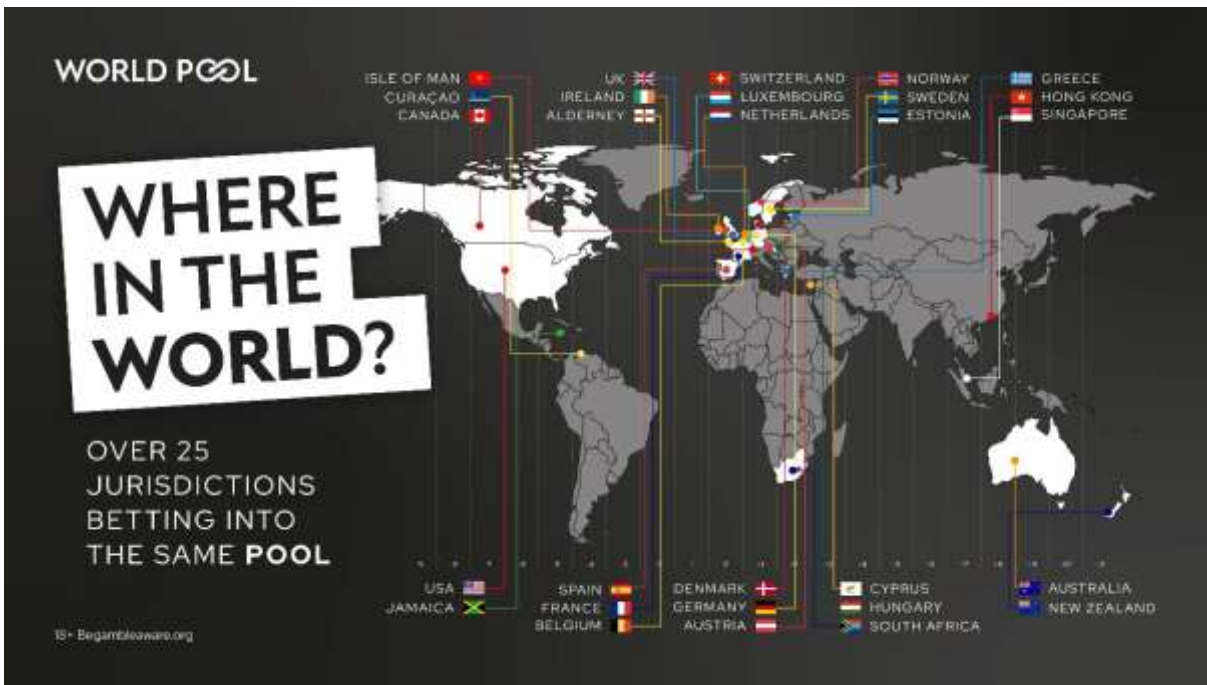 WORLD POOL
WHERE
IN THE
WORLD?
OVER 25
JURISDICTIONS
BETTING INTO
THE SAME POOL
18+ Begambleaware.org
ISLE OF MAN
CURAÇAO
CANADA
UK
IRELAND
ALDERNEY
SWITZERLAND
LUXEMBOURG
NETHERLANDS
NORWAY
SWEDEN
ESTONIA
GREECE
HONG KONG
SINGAPORE
USA
JAMAICA
SPAIN
FRANCE
BELGIUM
DENMARK
GERMANY
AUSTRIA
CYPRUS
HUNGARY
SOUTH AFRICA
AUSTRALIA
NEW ZEALAND